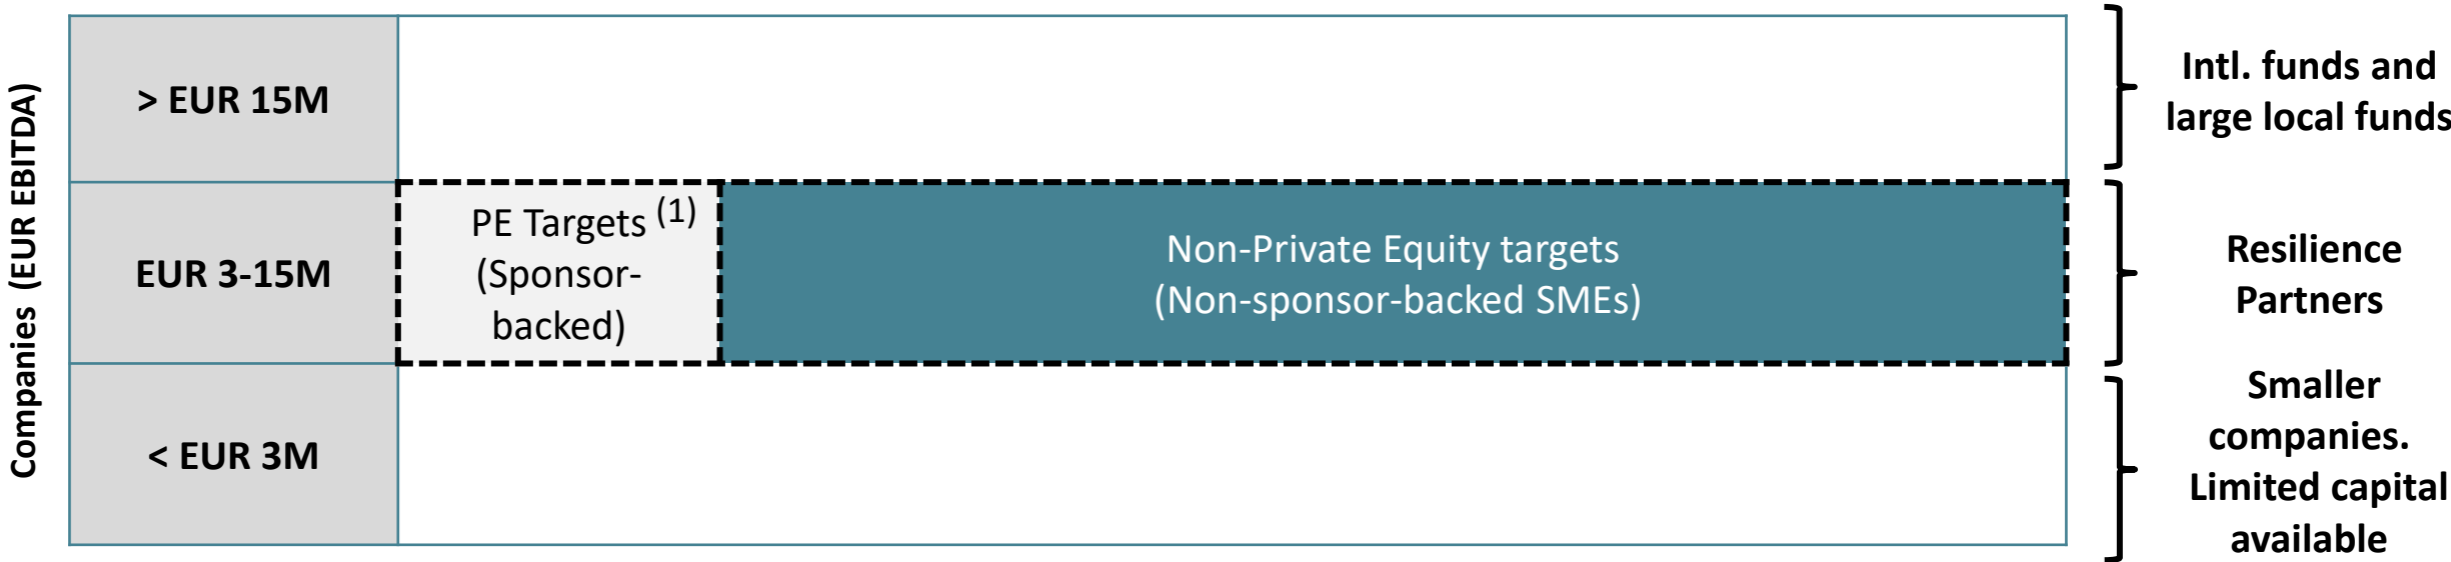 Companies (EUR EBITDA)
> EUR 15M
Intl. funds and
large local funds
EUR 3-15M
PE Targets (1)
(Sponsor-
backed)
Non-Private Equity targets
(Non-sponsor-backed SMEs)
Resilience
Partners
< EUR 3M
Smaller
companies.
Limited capital
available